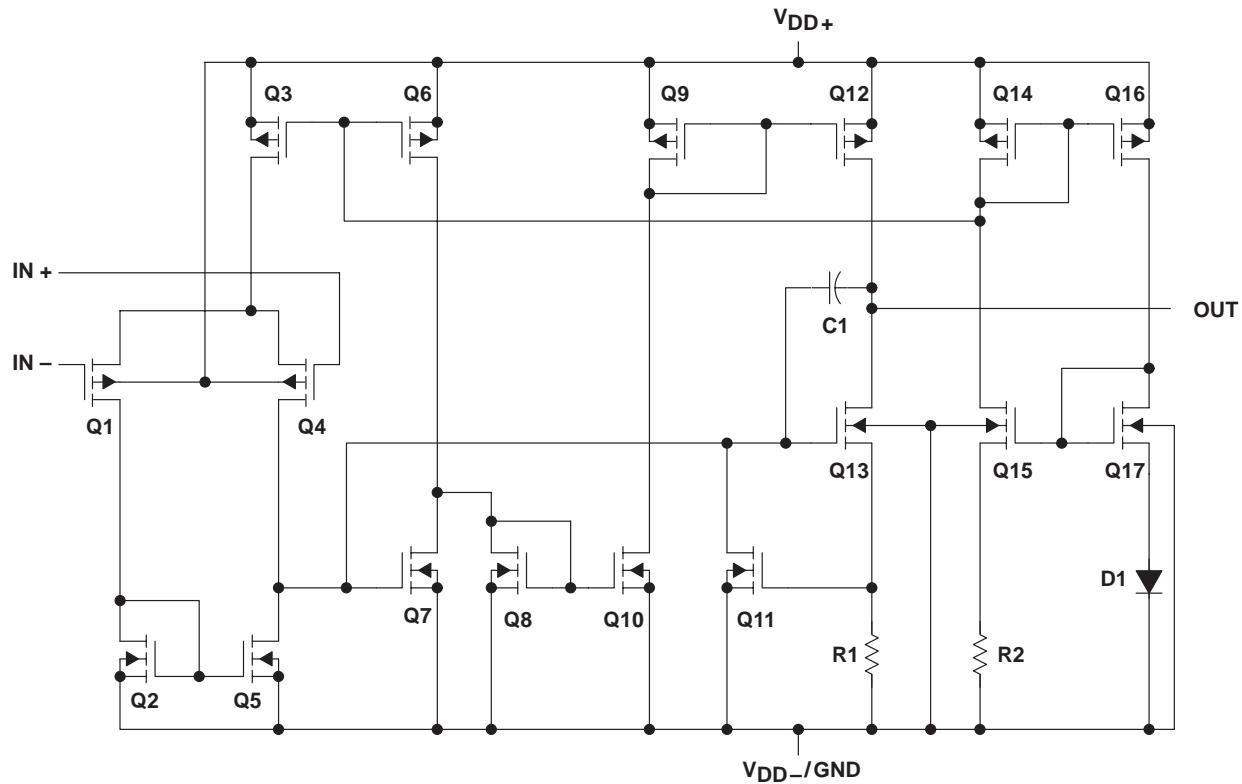 VDD+
Q3
Q6
Q9
Q12
Q14
Q16
IN +
C1
OUT
IN −
Q1
Q4
Q13
Q15
Q17
D1
Q7
Q8
Q10
Q11
R1
R2
Q2
Q5
VDD−/GND